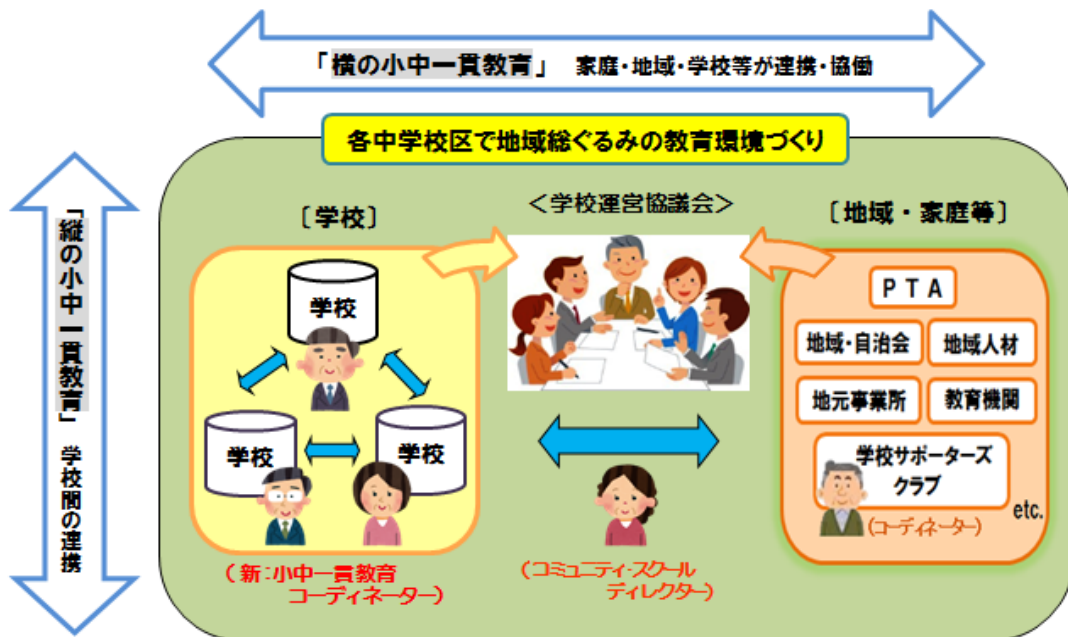 「横の小中一貫教育」 家庭・地域・学校等が連携・協働
各中学校区で地域総ぐるみの教育環境づくり
「縦の小中一貫教育」 学校間の連携
［学校］
学校
学校
学校
（新：小中一貫教育
コーディネーター）
＜学校運営協議会＞
（コミュニティ・スクール
ディレクター）
［地域・家庭等］
ＰＴＡ
地域・自治会
地域人材
地元事業所
教育機関
学校サポーターズ
クラブ
（コーディネーター）
etc.